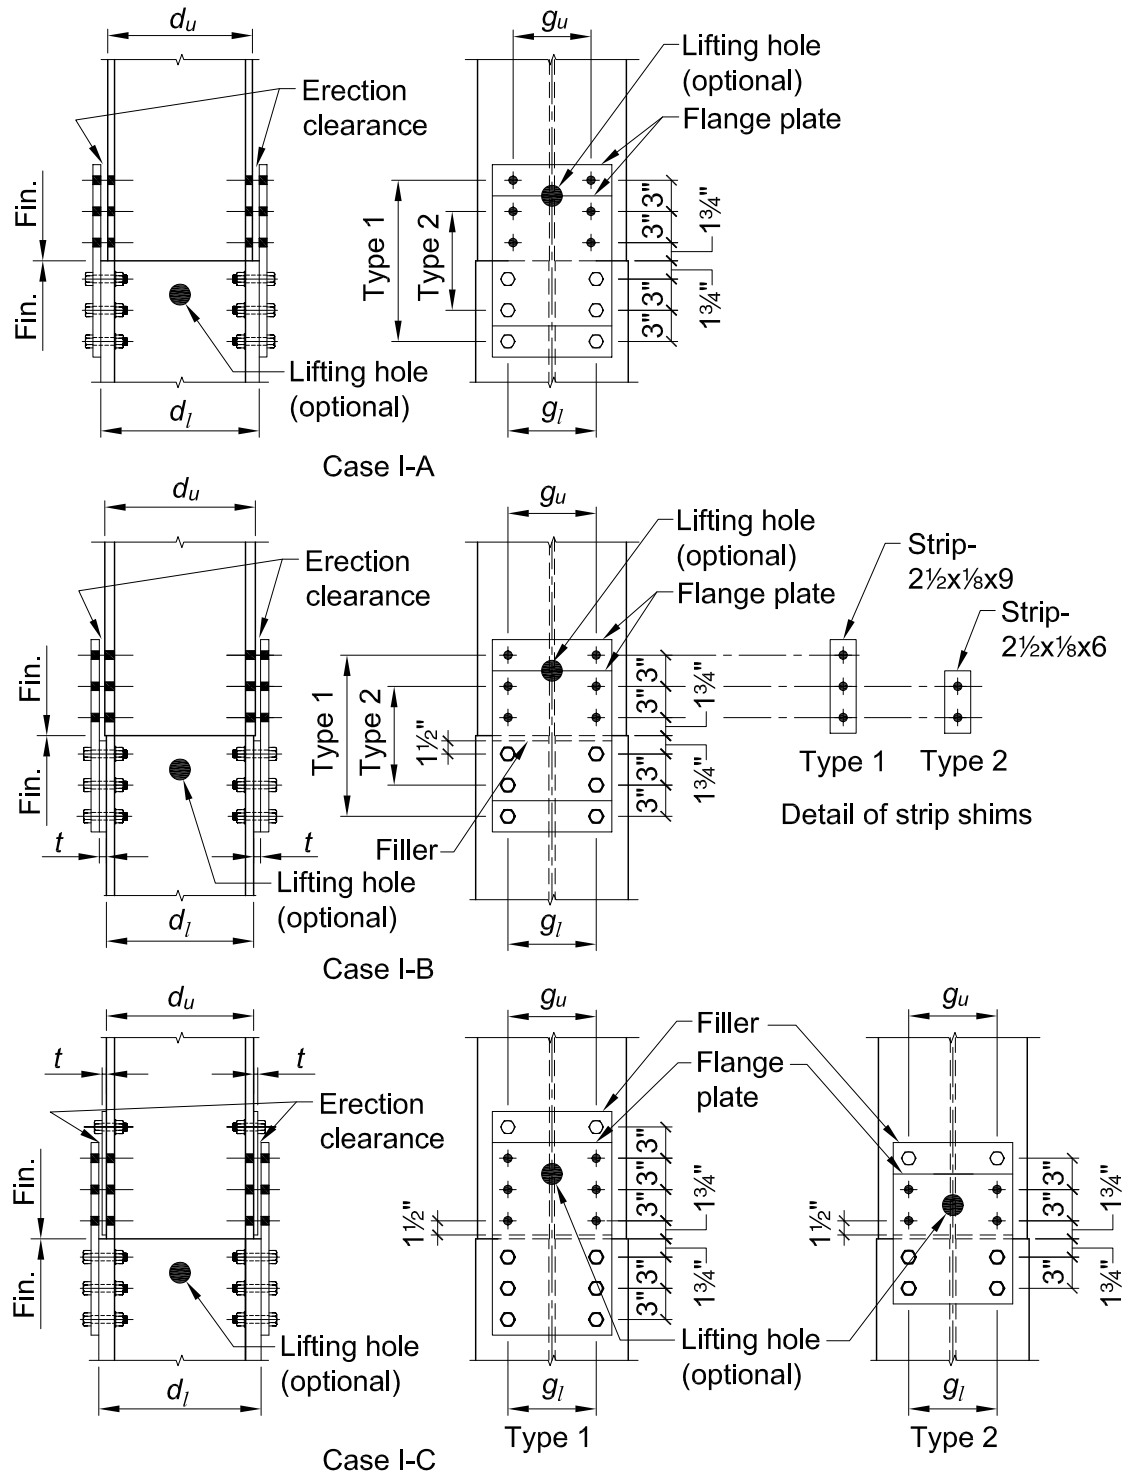 du
gu
Lifting hole
(optional)
Flange plate
Erection
clearance
Fin.
Fin.
Type 1
Type 2
3"
3"
1¾"
3"
3"
1¾"
Lifting hole
(optional)
dl
gl
Case I-A
du
gu
Lifting hole
(optional)
Flange plate
Erection
clearance
Strip-
2½x⅛x9
Strip-
2½x⅛x6
Fin.
Fin.
Type 1
Type 2
1½"
3"
3"
1¾"
3"
3"
1¾"
Type 1
Type 2
Detail of strip shims
t
t
Filler
Lifting hole
(optional)
dl
gl
Case I-B
du
gu
gu
Filler
Flange
plate
t
t
Erection
clearance
Fin.
Fin.
1½"
3"
3"
3"
1¾"
3"
3"
1¾"
1½"
3"
3"
1¾"
3"
1¾"
Lifting hole
(optional)
Lifting hole
(optional)
dl
gl
gl
Type 1
Type 2
Case I-C